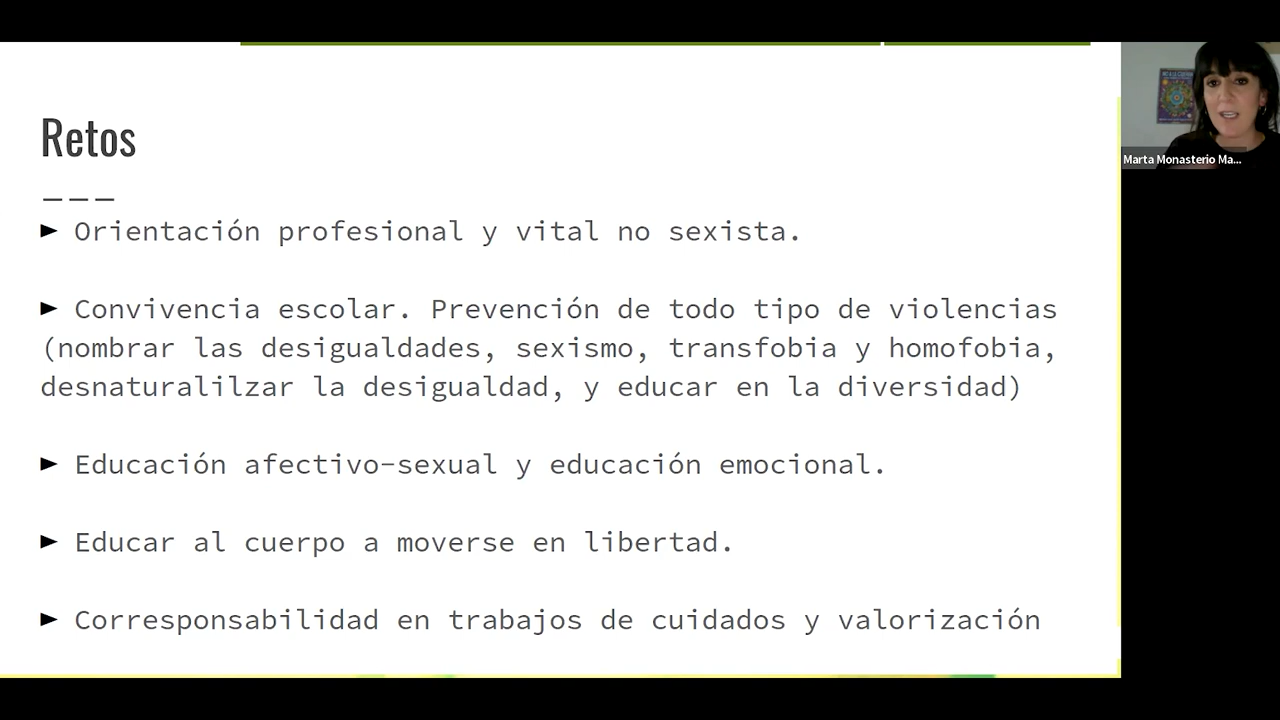 Retos
---
► Orientación profesional y vital no sexista.
► Convivencia escolar. Prevención de todo tipo de violencias
(nombrar las desigualdades, sexismo, transfobia y homofobia,
desnaturalilzar la desigualdad, y educar en la diversidad)
► Educación afectivo-sexual y educación emocional.
► Educar al cuerpo a moverse en libertad.
► Corresponsabilidad en trabajos de cuidados y valorización
Marta Monasterio Ma...